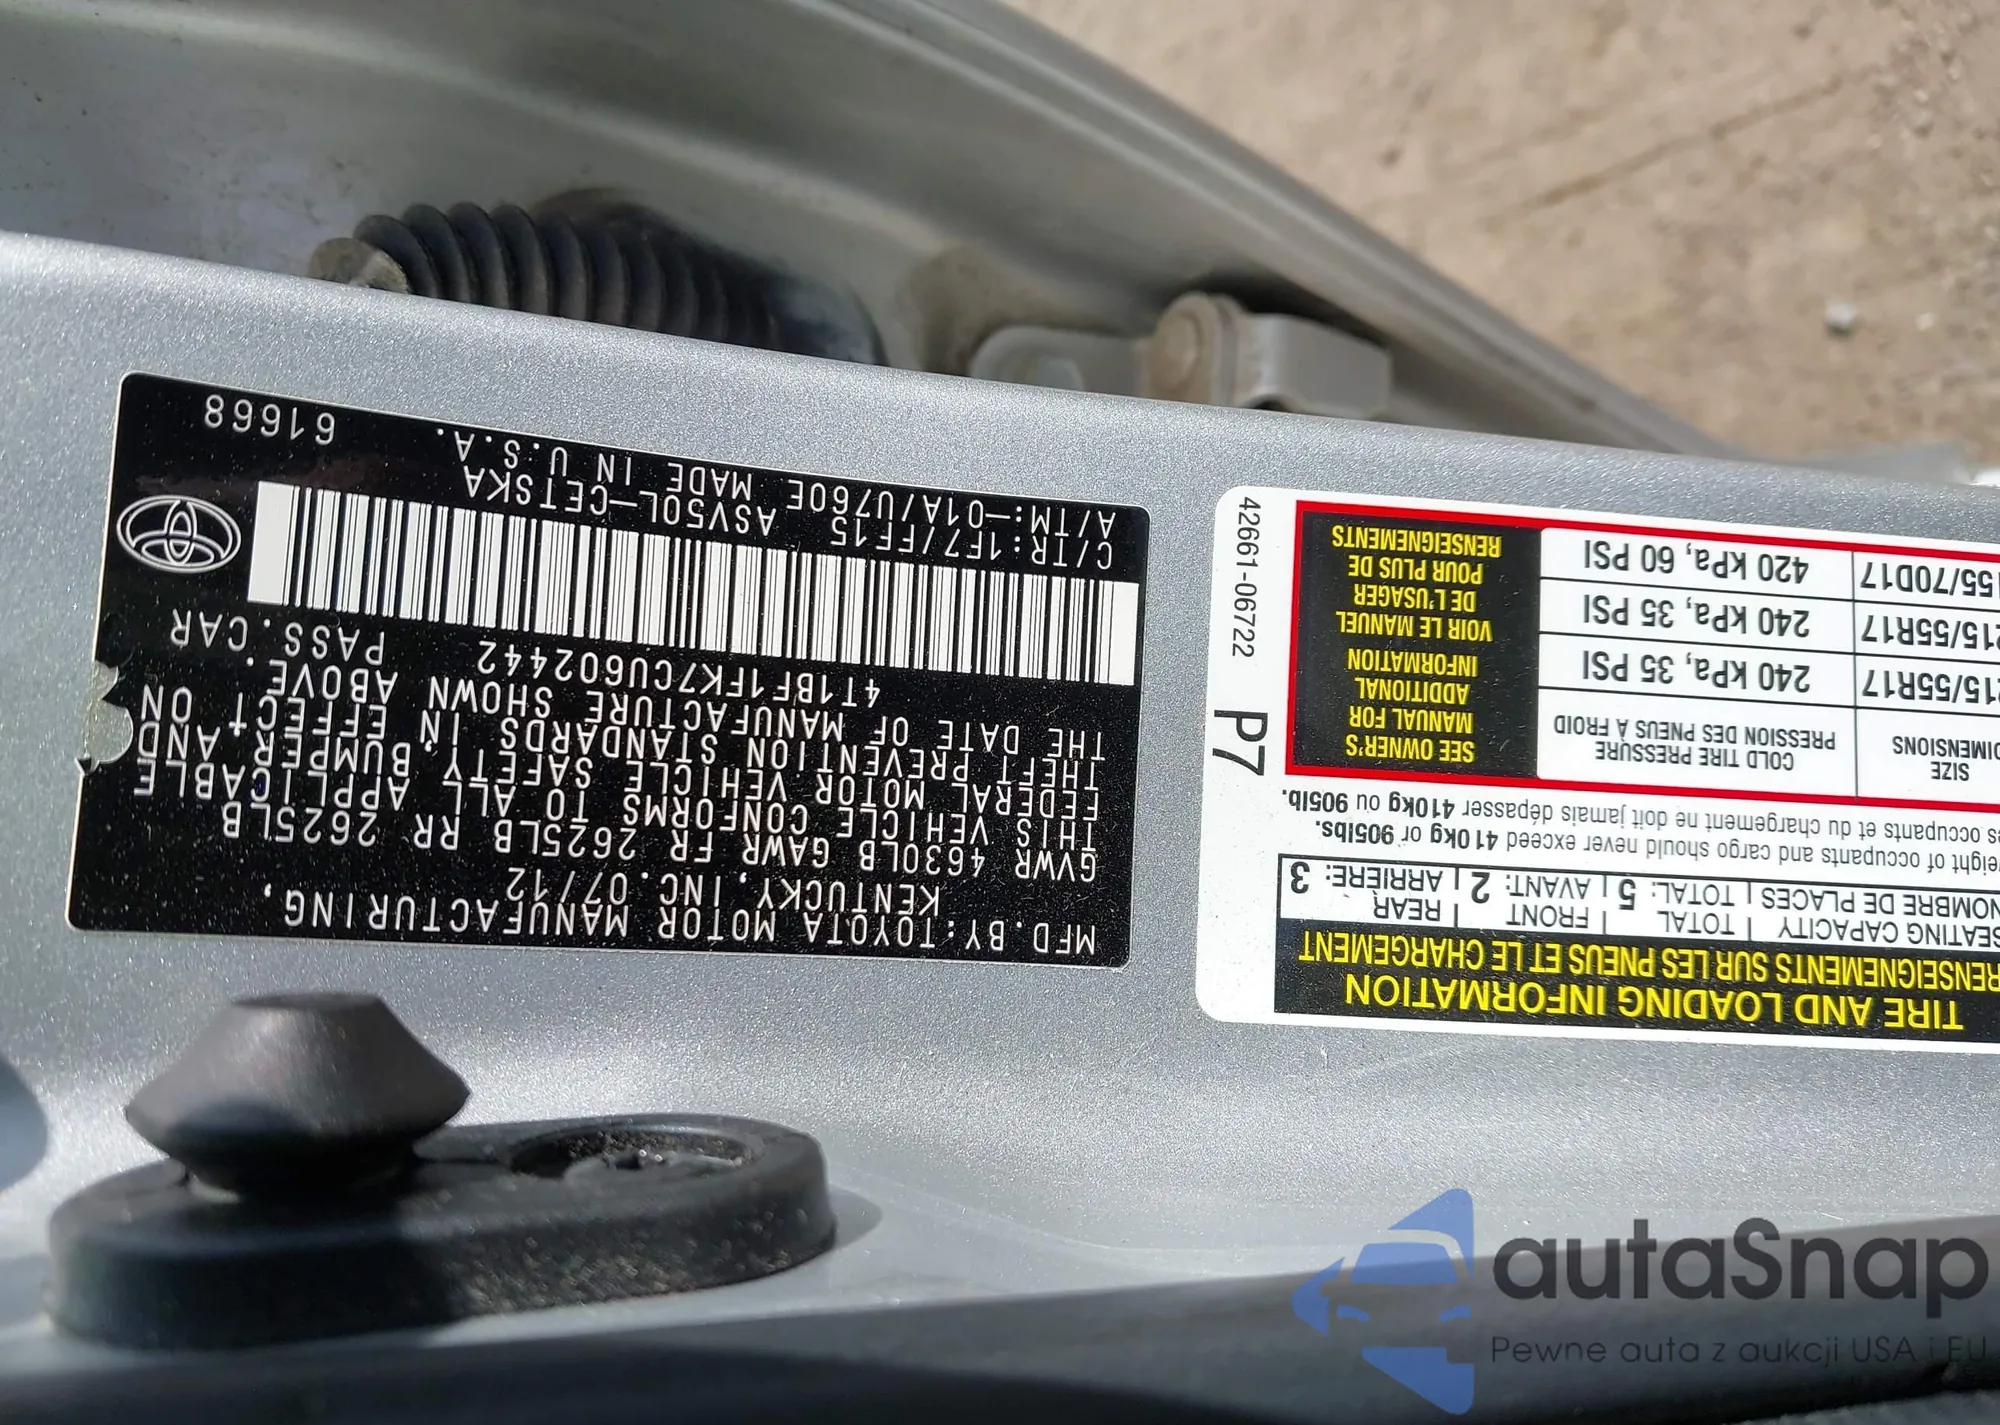 MFD.BY:TOYOTA MOTOR MANUFACTURING,
KENTUCKY,INC.07/12
GVWR 4630LB GAWR FR 2625LB RR 2625LB
THIS VEHICLE CONFORMS TO ALL APPLICABLE
FEDERAL MOTOR VEHICLE SAFETY, BUMPER, AND
THEFT PREVENTION STANDARDS IN EFFECT ON
THE DATE OF MANUFACTURE SHOWN ABOVE.
4T1BF1FK7CU602442 PASS.CAR
C/TR:1F7/FF15 ASV50L-CETSKA
A/TM:-01A/U760E MADE IN U.S.A.
61668
TIRE AND LOADING INFORMATION
RENSEIGNEMENTS SUR LES PNEUS ET LE CHARGEMENT
SEATING CAPACITY | TOTAL | FRONT | REAR
NOMBRE DE PLACES | TOTAL: 5 | AVANT: 2 | ARRIÈRE: 3
of occupants and cargo should never exceed 410kg or 905lbs.
occupants et du chargement ne doit jamais dépasser 410kg ou 905lb.
SIZE
DIMENSIONS
COLD TIRE PRESSURE
PRESSION DES PNEUS À FROID
215/55R17 240 kPa, 35 PSI
215/55R17 240 kPa, 35 PSI
155/70D17 420 kPa, 60 PSI
SEE OWNER'S
MANUAL FOR
ADDITIONAL
INFORMATION
VOIR LE MANUEL
DE L'USAGER
POUR PLUS DE
RENSEIGNEMENTS
P7
42661-06722
autaSnap
Pewne auta z aukcji USA i EU